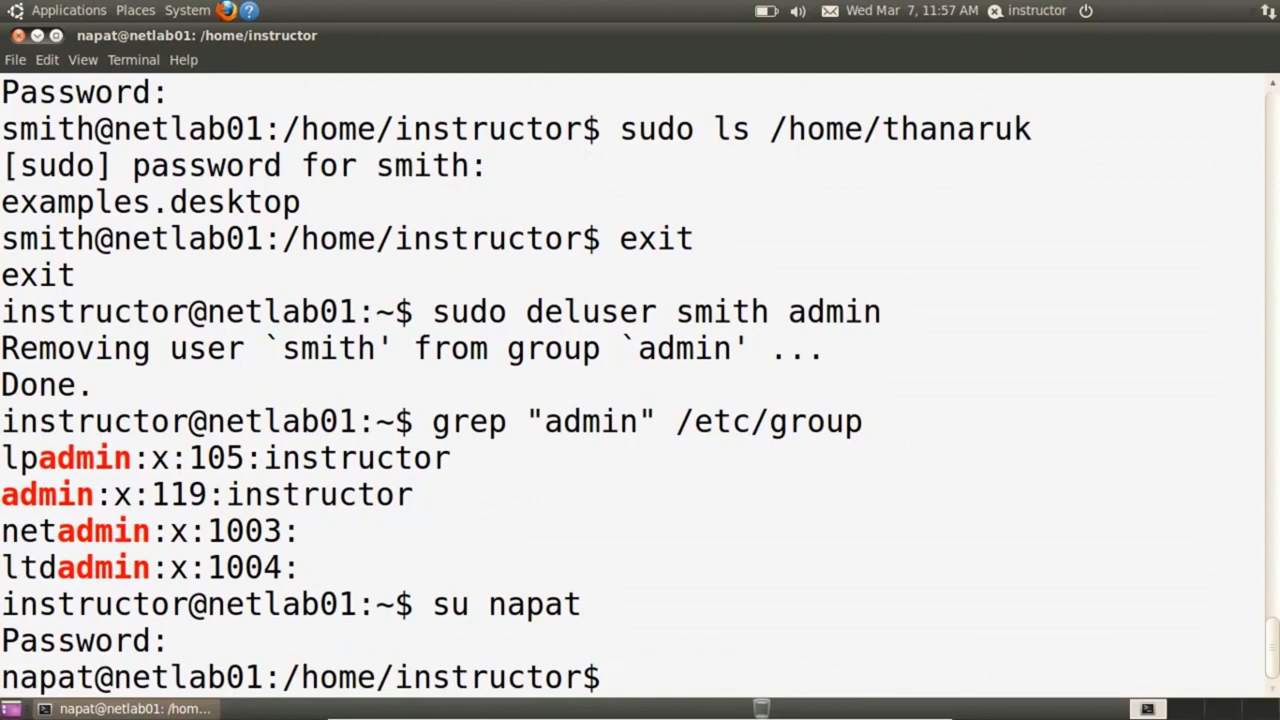 Applications Places System Wed Mar 7, 11:57 AM instructor
napat@netlab01: /home/instructor
File Edit View Terminal Help
Password:
smith@netlab01:/home/instructor$ sudo ls /home/thanaruk
[sudo] password for smith:
examples.desktop
smith@netlab01:/home/instructor$ exit
exit
instructor@netlab01:~$ sudo deluser smith admin
Removing user `smith' from group `admin' ...
Done.
instructor@netlab01:~$ grep "admin" /etc/group
lpadmin:x:105:instructor
admin:x:119:instructor
netadmin:x:1003:
ltdadmin:x:1004:
instructor@netlab01:~$ su napat
Password:
napat@netlab01:/home/instructor$
napat@netlab01: /hom...